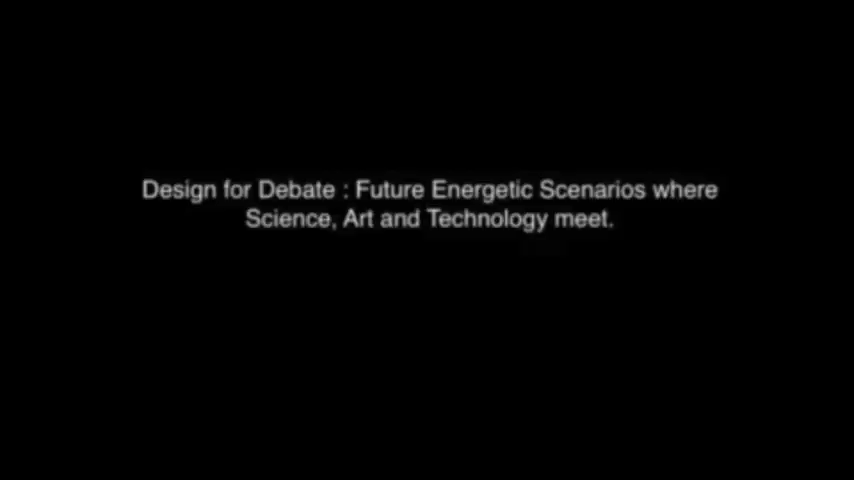 Design for Debate : Future Energetic Scenarios where
Science, Art and Technology meet.